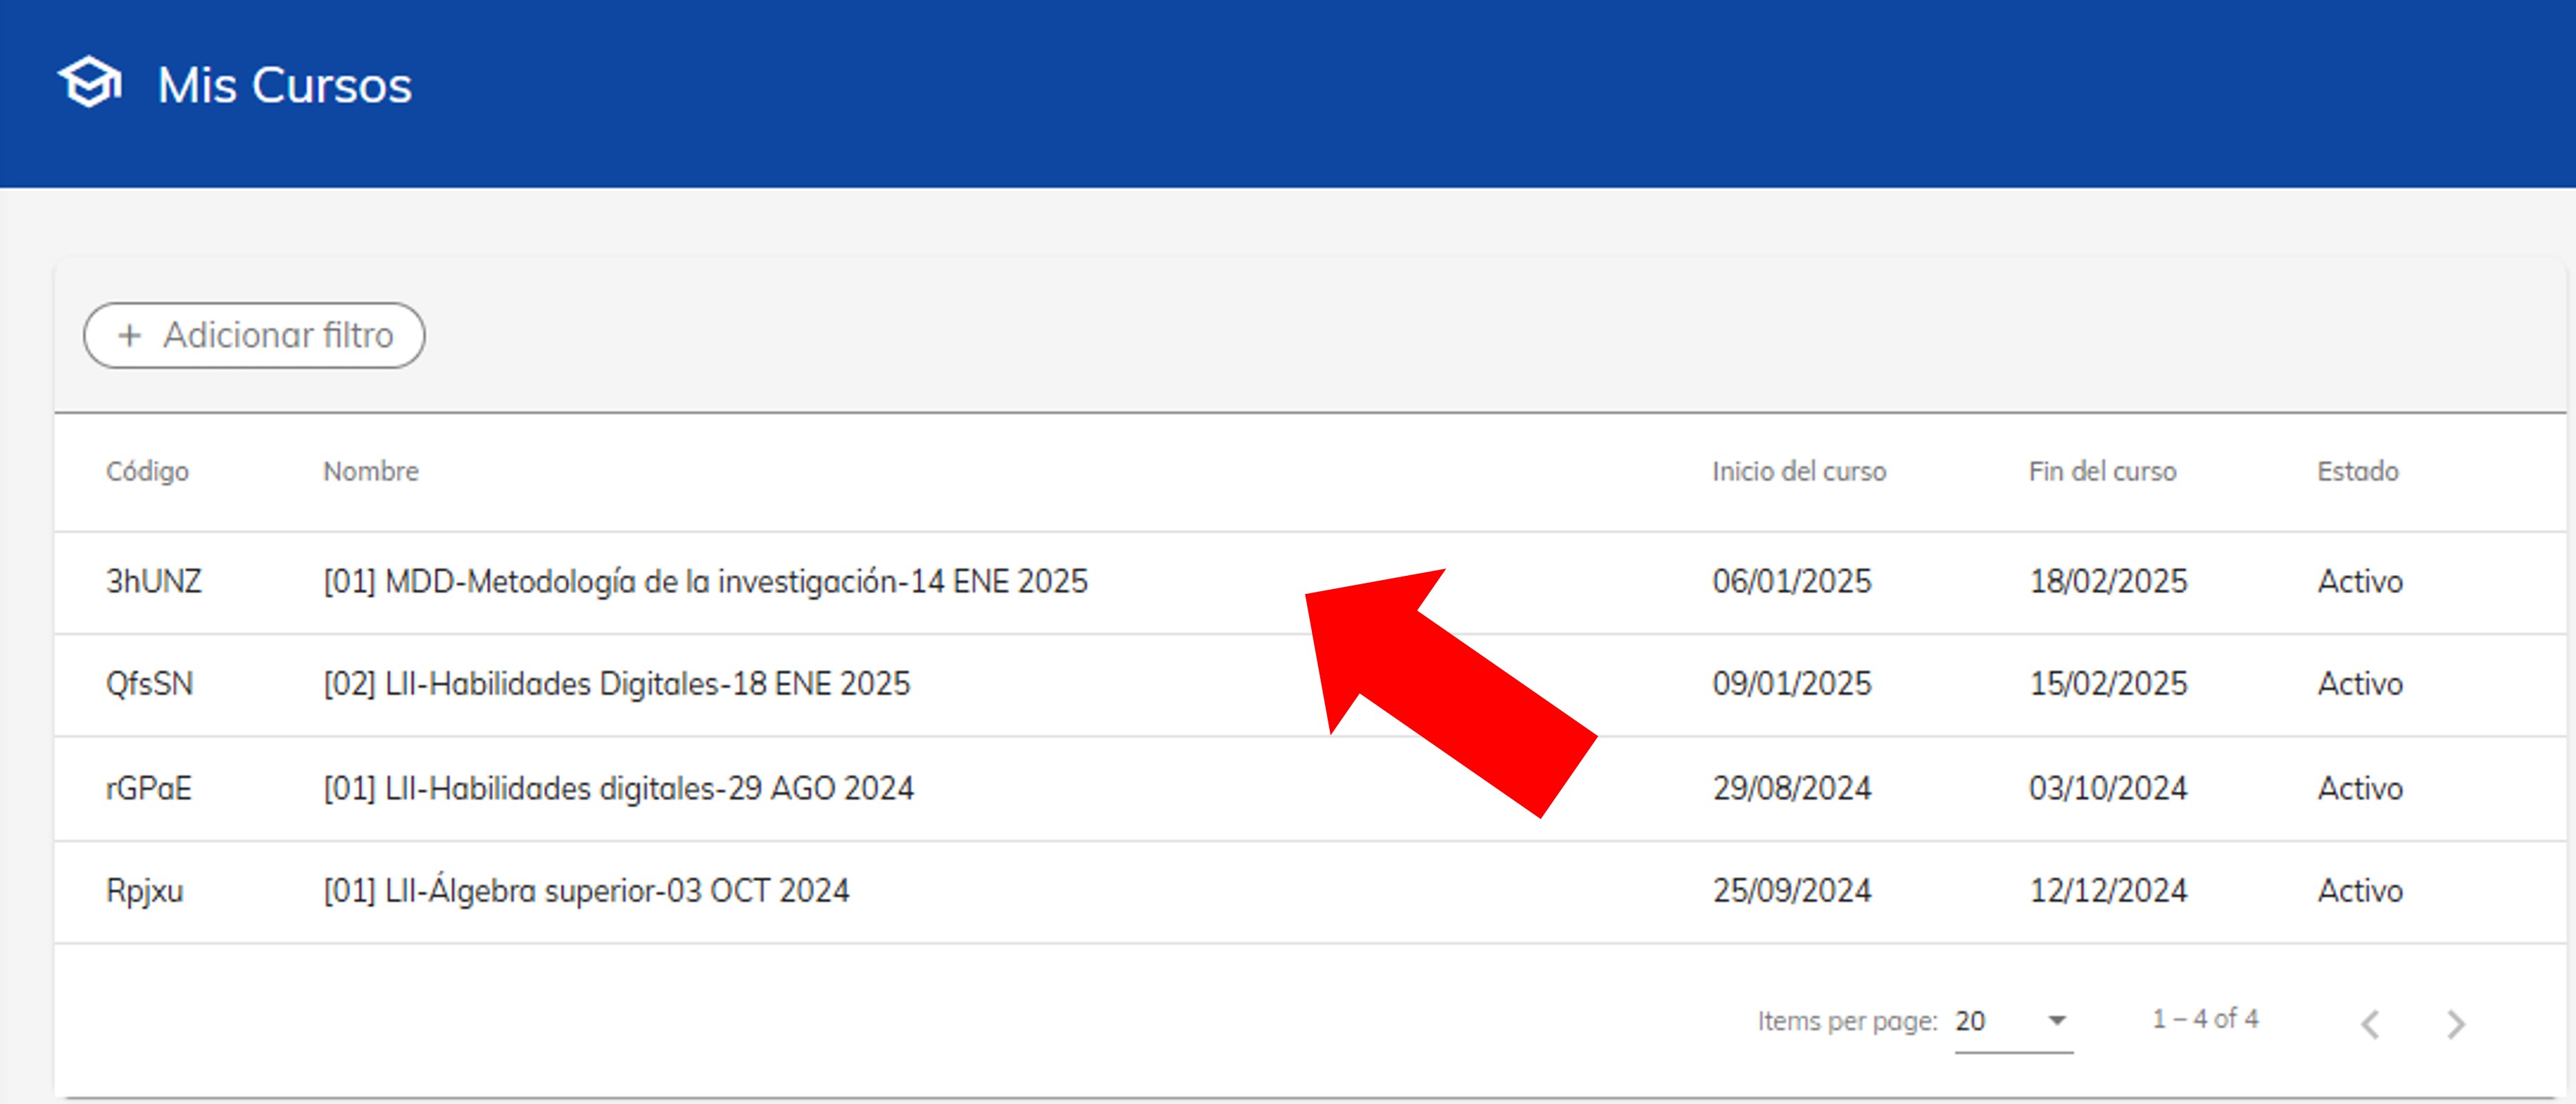 Mis Cursos
+ Adicionar filtro
Código Nombre Inicio del curso Fin del curso Estado
3hUNZ [01] MDD-Metodología de la investigación-14 ENE 2025 06/01/2025 18/02/2025 Activo
QfsSN [02] LII-Habilidades Digitales-18 ENE 2025 09/01/2025 15/02/2025 Activo
rGPaE [01] LII-Habilidades digitales-29 AGO 2024 29/08/2024 03/10/2024 Activo
Rpjxu [01] LII-Álgebra superior-03 OCT 2024 25/09/2024 12/12/2024 Activo
Items per page: 20 1 – 4 of 4